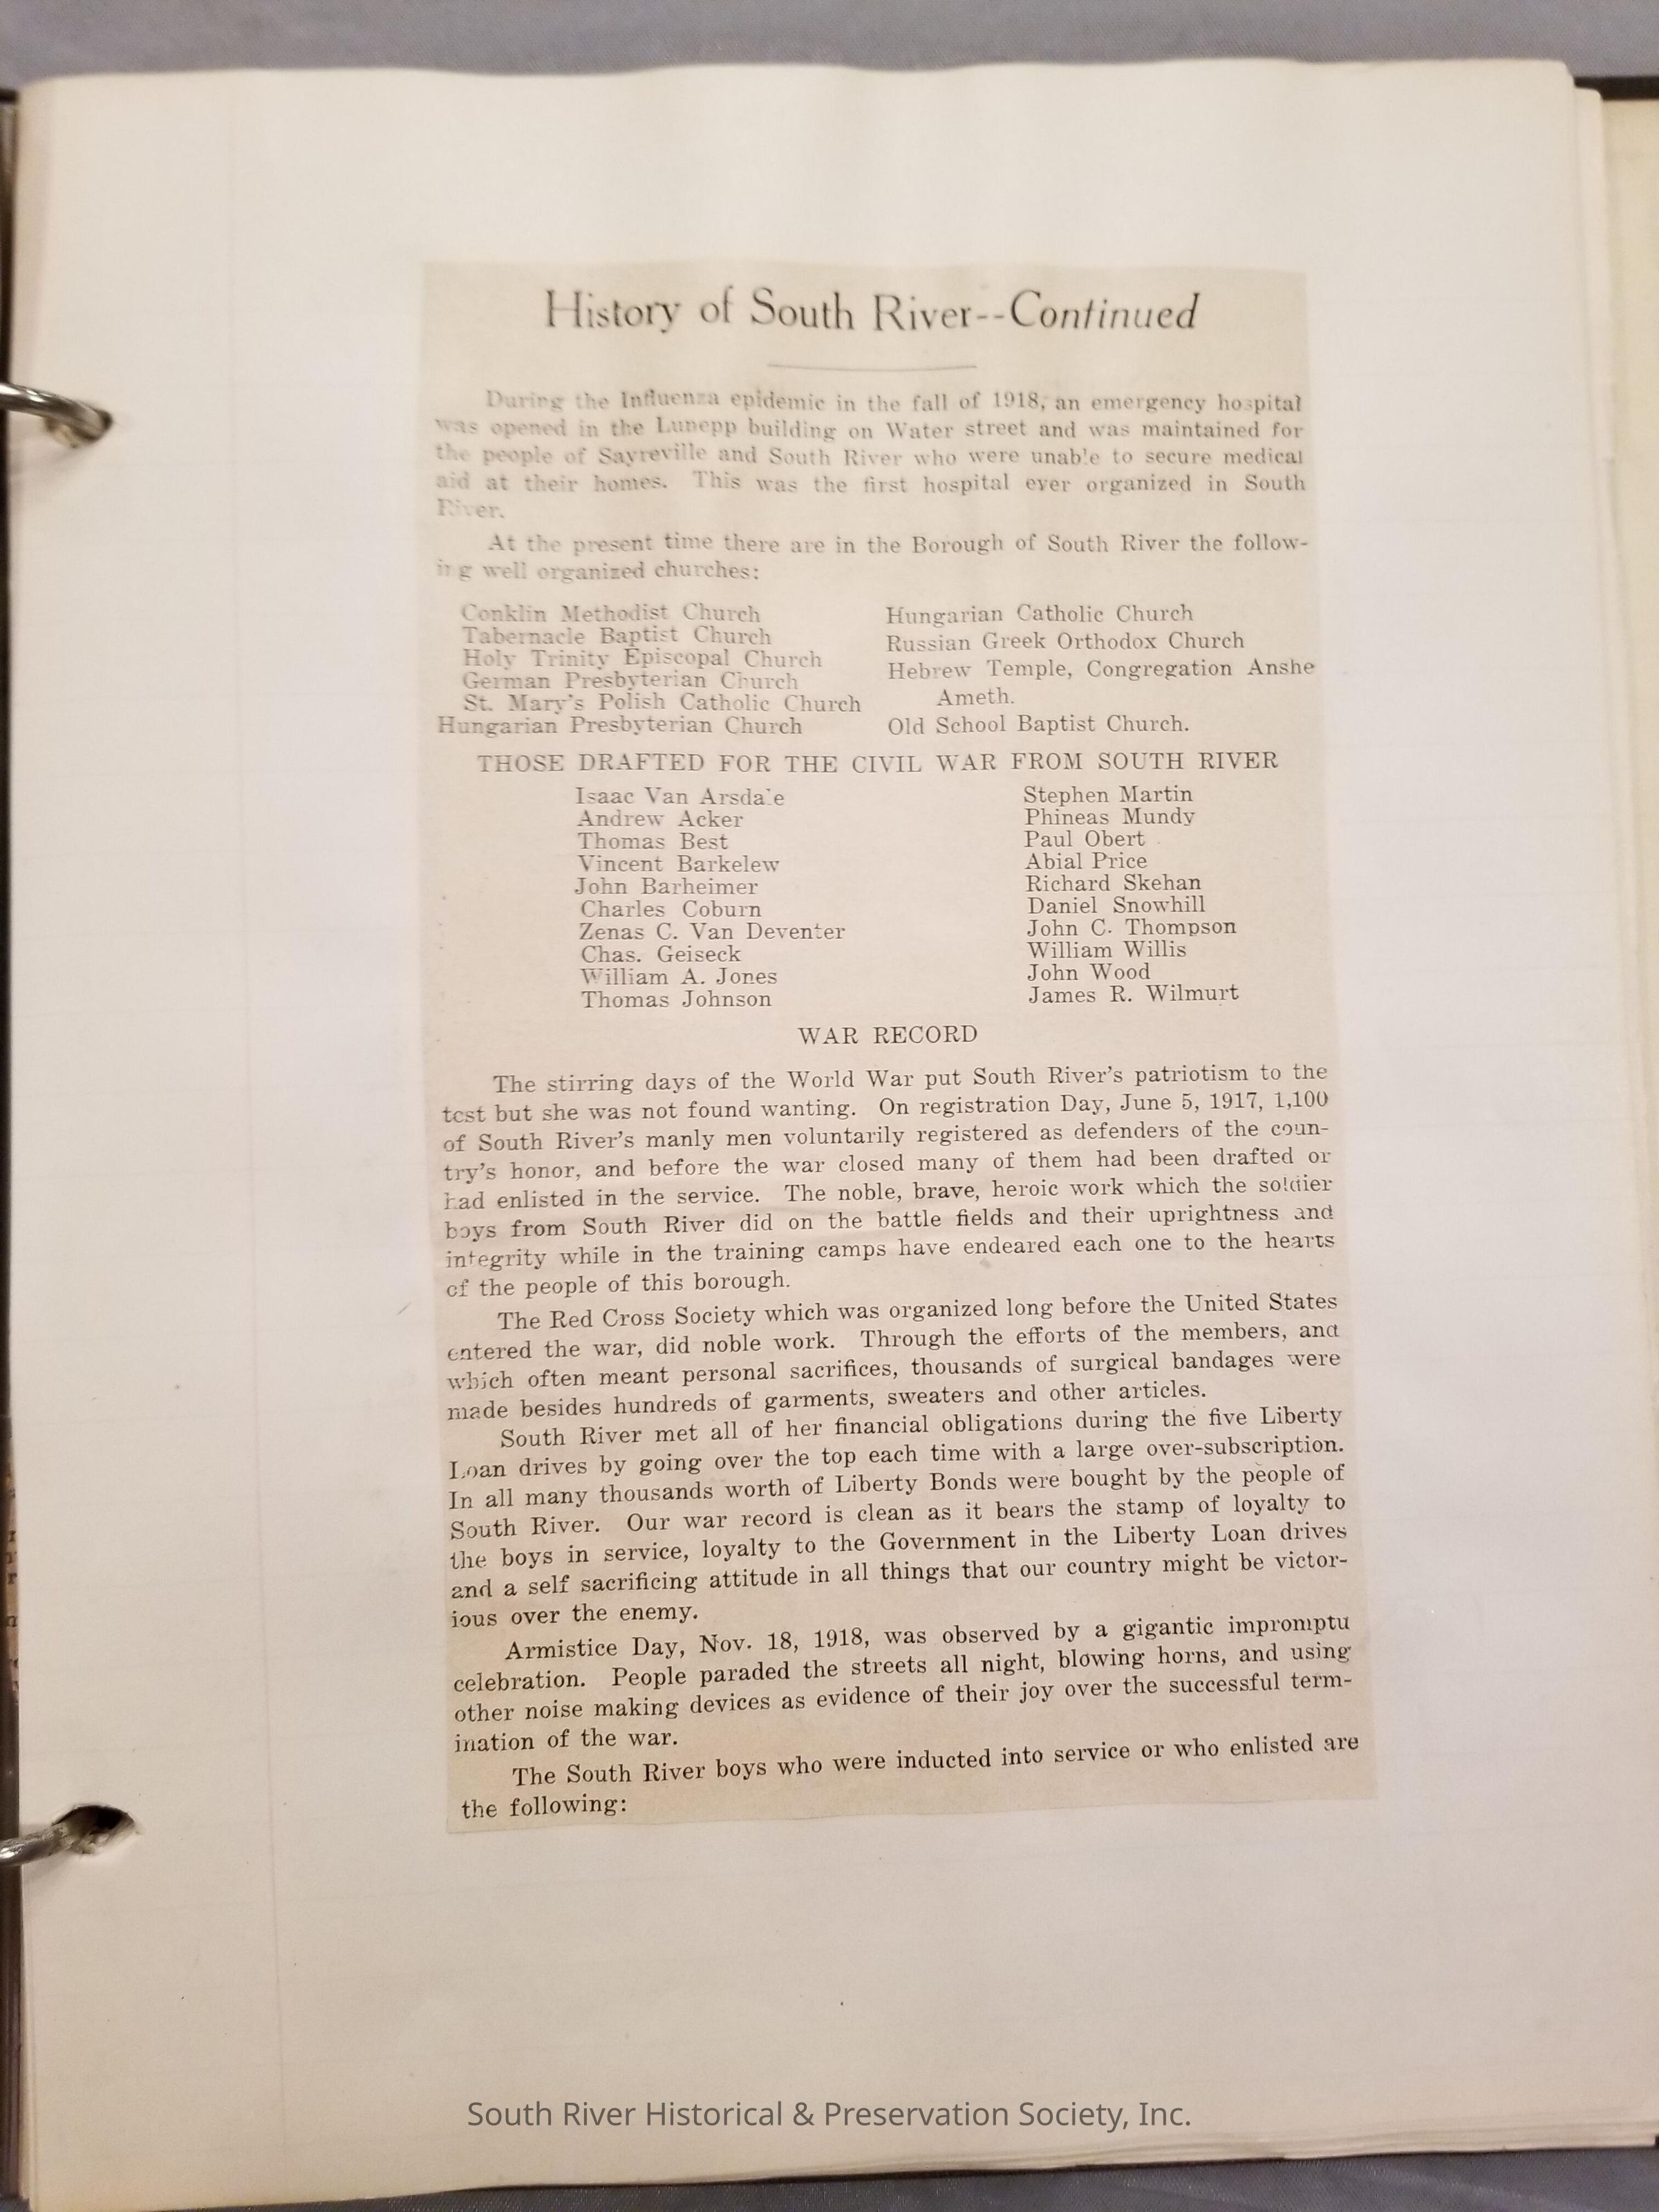 History of South River--Continued
During the Influenza epidemic in the fall of 1918, an emergency hospital
was opened in the Lunepp building on Water street and was maintained for
the people of Sayreville and South River who were unable to secure medical
aid at their homes. This was the first hospital ever organized in South
River.
At the present time there are in the Borough of South River the follow-
ing well organized churches:
Conklin Methodist Church
Tabernacle Baptist Church
Holy Trinity Episcopal Church
German Presbyterian Church
St. Mary's Polish Catholic Church
Hungarian Presbyterian Church
Hungarian Catholic Church
Russian Greek Orthodox Church
Hebrew Temple, Congregation Anshe
Ameth.
Old School Baptist Church.
THOSE DRAFTED FOR THE CIVIL WAR FROM SOUTH RIVER
Isaac Van Arsdale
Andrew Acker
Thomas Best
Vincent Barkelew
John Barheimer
Charles Coburn
Zenas C. Van Deventer
Chas. Geiseck
William A. Jones
Thomas Johnson
Stephen Martin
Phineas Mundy
Paul Obert
Abial Price
Richard Skehan
Daniel Snowhill
John C. Thompson
William Willis
John Wood
James R. Wilmurt
WAR RECORD
The stirring days of the World War put South River's patriotism to the
test but she was not found wanting. On registration Day, June 5, 1917, 1,100
of South River's manly men voluntarily registered as defenders of the coun-
try's honor, and before the war closed many of them had been drafted or
had enlisted in the service. The noble, brave, heroic work which the soldier
boys from South River did on the battle fields and their uprightness and
integrity while in the training camps have endeared each one to the hearts
of the people of this borough.
The Red Cross Society which was organized long before the United States
entered the war, did noble work. Through the efforts of the members, and
which often meant personal sacrifices, thousands of surgical bandages were
made besides hundreds of garments, sweaters and other articles.
South River met all of her financial obligations during the five Liberty
Loan drives by going over the top each time with a large over-subscription.
In all many thousands worth of Liberty Bonds were bought by the people of
South River. Our war record is clean as it bears the stamp of loyalty to
the boys in service, loyalty to the Government in the Liberty Loan drives
and a self sacrificing attitude in all things that our country might be victor-
ious over the enemy.
Armistice Day, Nov. 18, 1918, was observed by a gigantic impromptu
celebration. People paraded the streets all night, blowing horns, and using
other noise making devices as evidence of their joy over the successful term-
ination of the war.
The South River boys who were inducted into service or who enlisted are
the following:
South River Historical & Preservation Society, Inc.